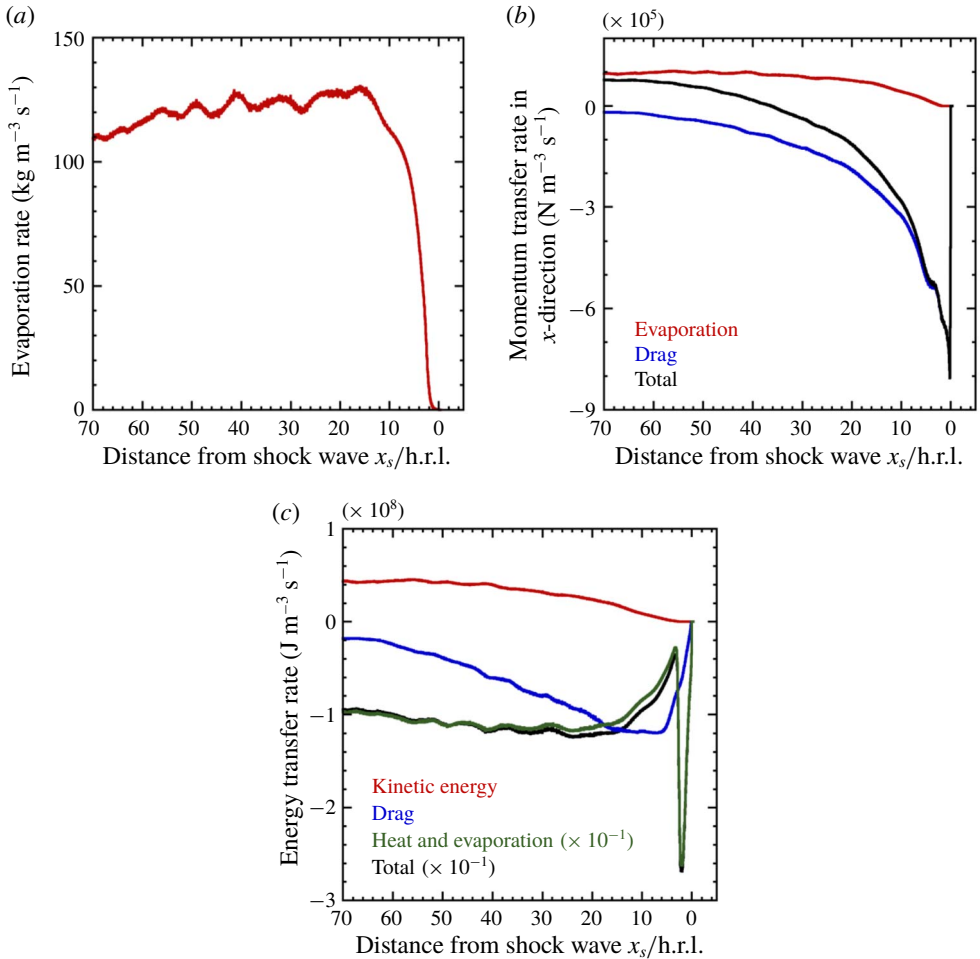 (a)
150
100
50
0
Evaporation rate (kg m⁻³ s⁻¹)
70 60 50 40 30 20 10 0
Distance from shock wave xₛ/h.r.l.
(b)
(× 10⁵)
0
−3
−6
−9
Momentum transfer rate in
x-direction (N m⁻³ s⁻¹)
Evaporation
Drag
Total
70 60 50 40 30 20 10 0
Distance from shock wave xₛ/h.r.l.
(c)
(× 10⁸)
1
0
−1
−2
−3
Energy transfer rate (J m⁻³ s⁻¹)
Kinetic energy
Drag
Heat and evaporation (× 10⁻¹)
Total (× 10⁻¹)
70 60 50 40 30 20 10 0
Distance from shock wave xₛ/h.r.l.